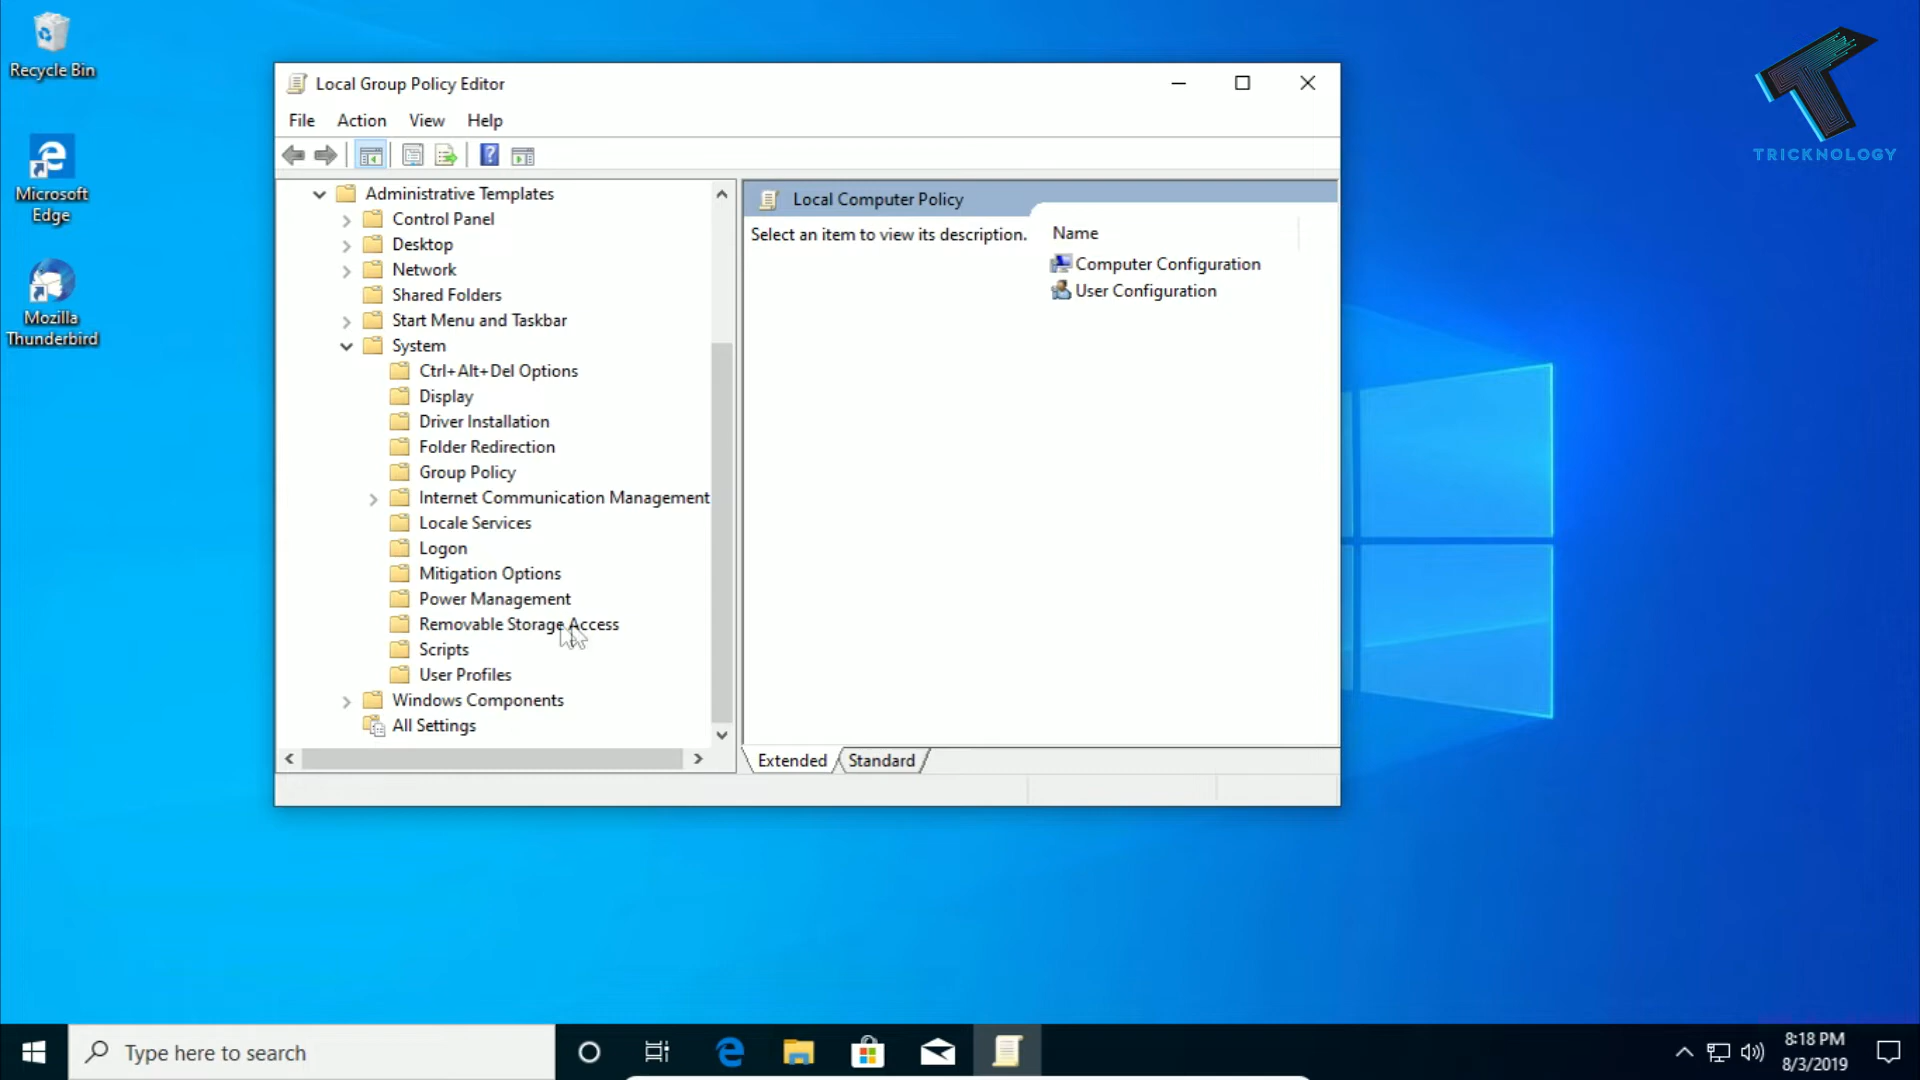 Recycle Bin
Microsoft
Edge
Mozilla
Thunderbird
Local Group Policy Editor
File Action View Help
Administrative Templates
Control Panel
Desktop
Network
Shared Folders
Start Menu and Taskbar
System
Ctrl+Alt+Del Options
Display
Driver Installation
Folder Redirection
Group Policy
Internet Communication Management
Locale Services
Logon
Mitigation Options
Power Management
Removable Storage Access
Scripts
User Profiles
Windows Components
All Settings
Local Computer Policy
Select an item to view its description.
Name
Computer Configuration
User Configuration
Extended Standard
TRICKNOLOGY
Type here to search
8:18 PM
8/3/2019